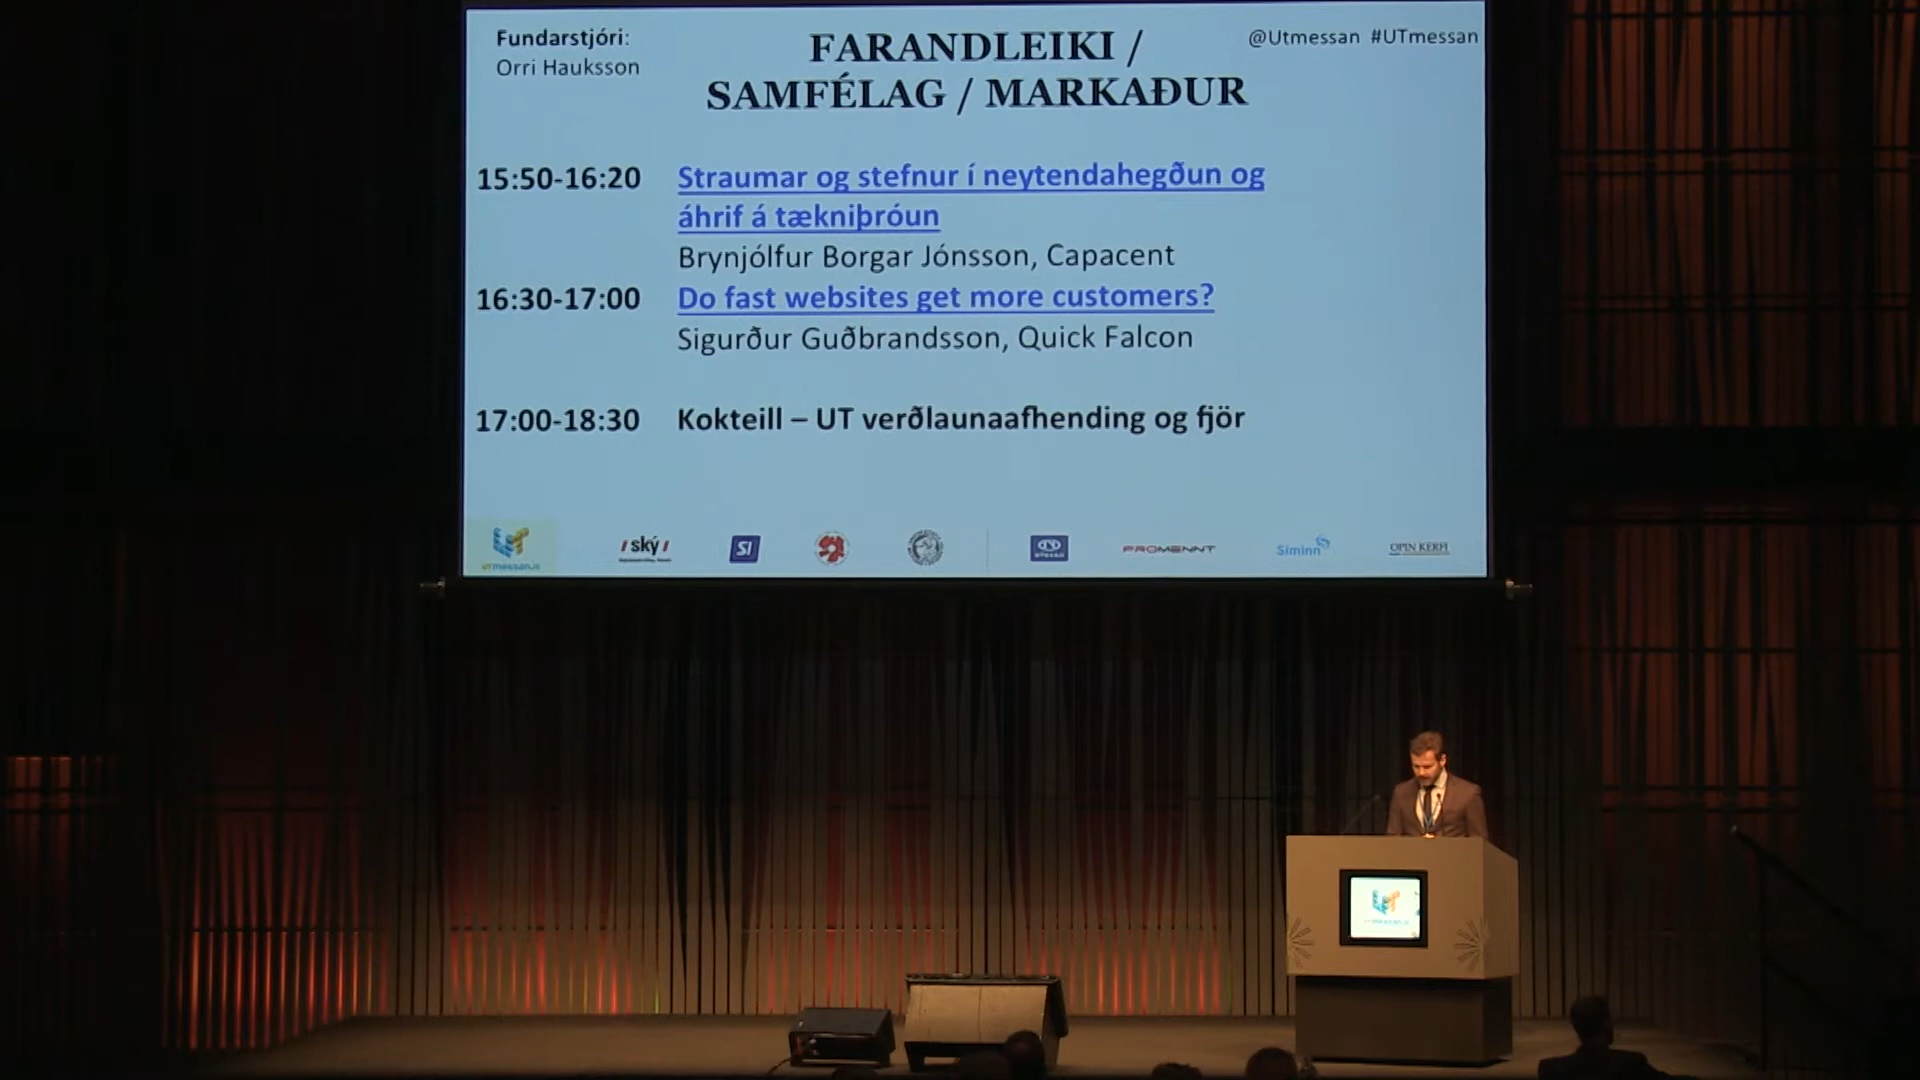 Fundarstjóri:
Orri Hauksson
FARANDLEIKI /
SAMFÉLAG / MARKAÐUR
@Utmessan #UTmessan
15:50-16:20 Straumar og stefnur í neytendahegðun og
áhrif á tækniþróun
Brynjólfur Borgar Jónsson, Capacent
16:30-17:00 Do fast websites get more customers?
Sigurður Guðbrandsson, Quick Falcon
17:00-18:30 Kokteill – UT verðlaunaafhending og fjör
UTmessan.is
ský
SI
PROMENNT
Síminn
OPIN KERFI